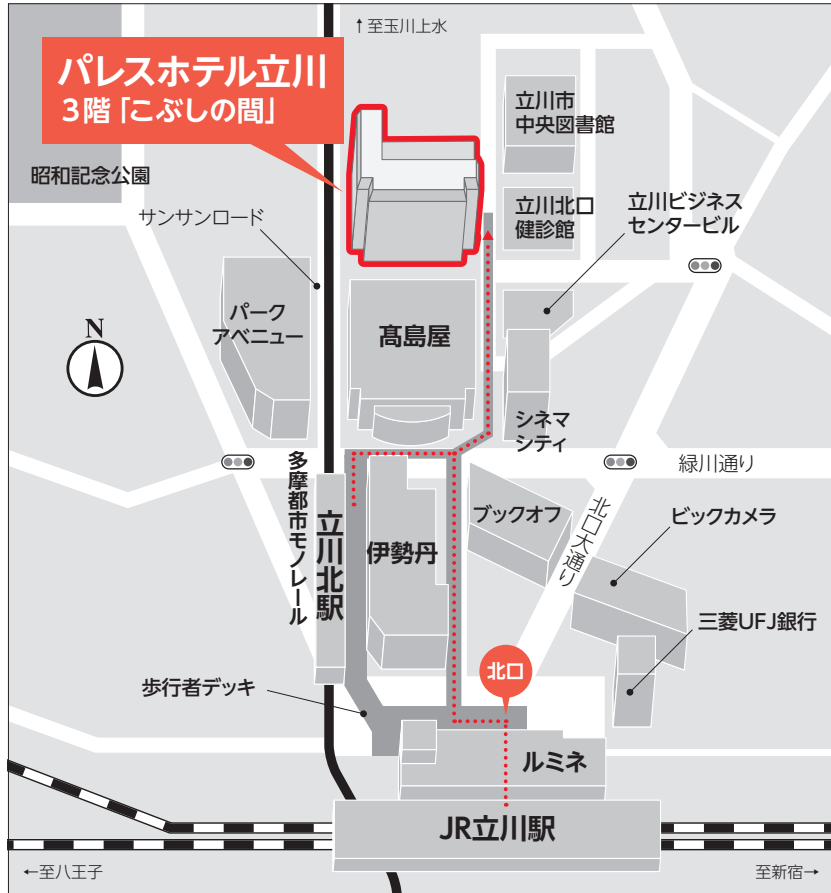 ↑至玉川上水
パレスホテル立川
3階「こぶしの間」
立川市
中央図書館
昭和記念公園
立川北口
健診館
立川ビジネス
センタービル
サンサンロード
パーク
アベニュー
N
髙島屋
シネマ
シティ
緑川通り
多摩都市モノレール
立川北駅
伊勢丹
ブックオフ
北口大通り
ビックカメラ
三菱UFJ銀行
北口
歩行者デッキ
ルミネ
JR立川駅
←至八王子
至新宿→